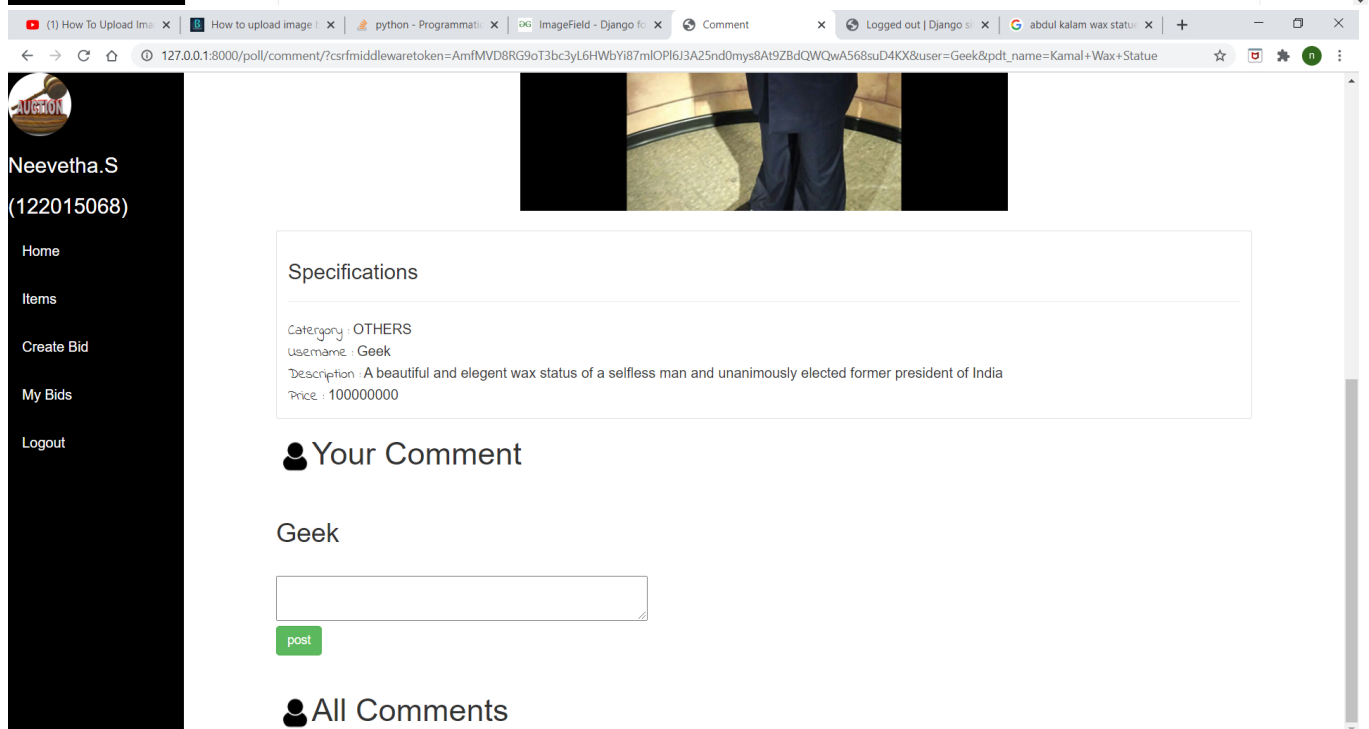 (1) How To Upload Ima
How to upload image
python - Programmatic
ImageField - Django fo
Comment
Logged out | Django si
abdul kalam wax statue
127.0.0.1:8000/poll/comment/?csrfmiddlewaretoken=AmfMVD8RG9oT3bc3yL6HWbYi87mlOPl6J3A25nd0mys8At9ZBdQWQwA568suD4KX&user=Geek&pdt_name=Kamal+Wax+Statue
n
AUCTION
Neevetha.S
(122015068)
Home
Items
Create Bid
My Bids
Logout
Specifications
Catergory : OTHERS
Username : Geek
Description : A beautiful and elegent wax status of a selfless man and unanimously elected former president of India
Price : 100000000
Your Comment
Geek
post
All Comments